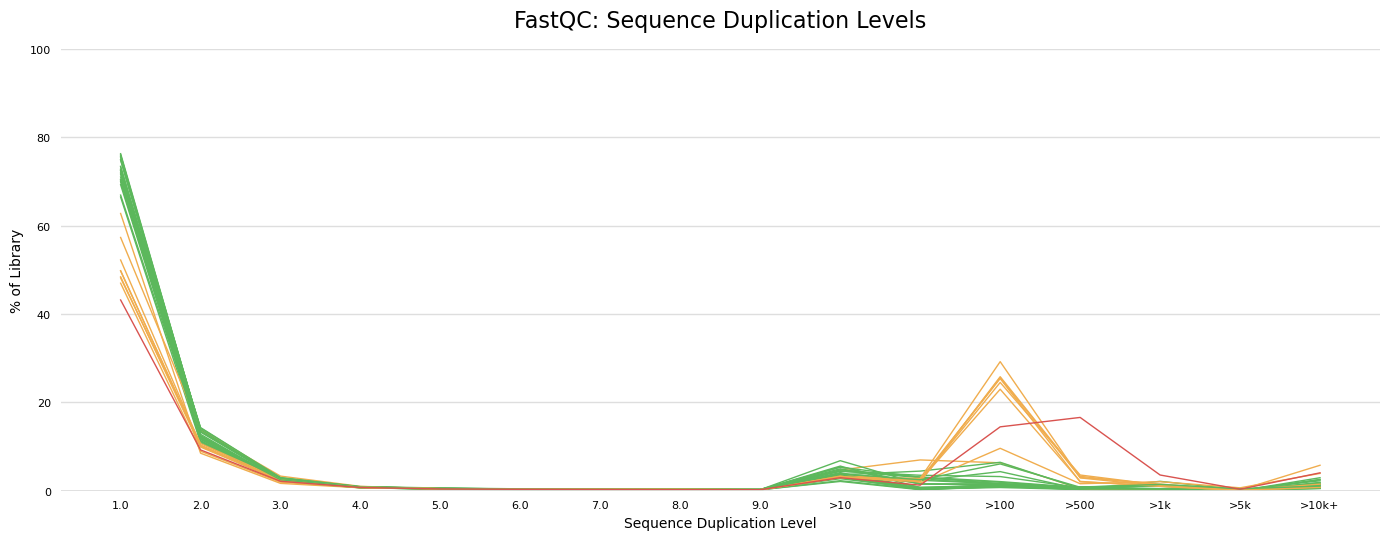 FastQC: Sequence Duplication Levels
100
80
60
40
20
0
% of Library
1.0 2.0 3.0 4.0 5.0 6.0 7.0 8.0 9.0 >10 >50 >100 >500 >1k >5k >10k+
Sequence Duplication Level